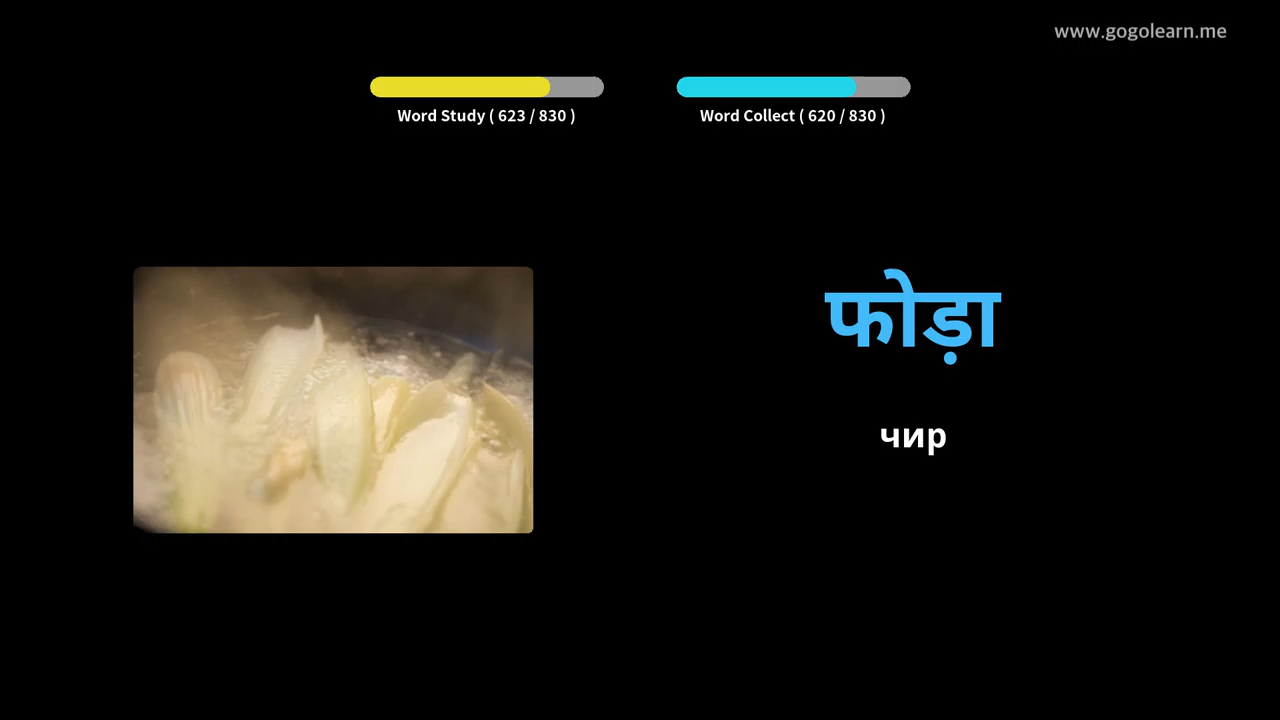 www.gogolearn.me
Word Study ( 623 / 830 )
Word Collect ( 620 / 830 )
फोड़ा
чир